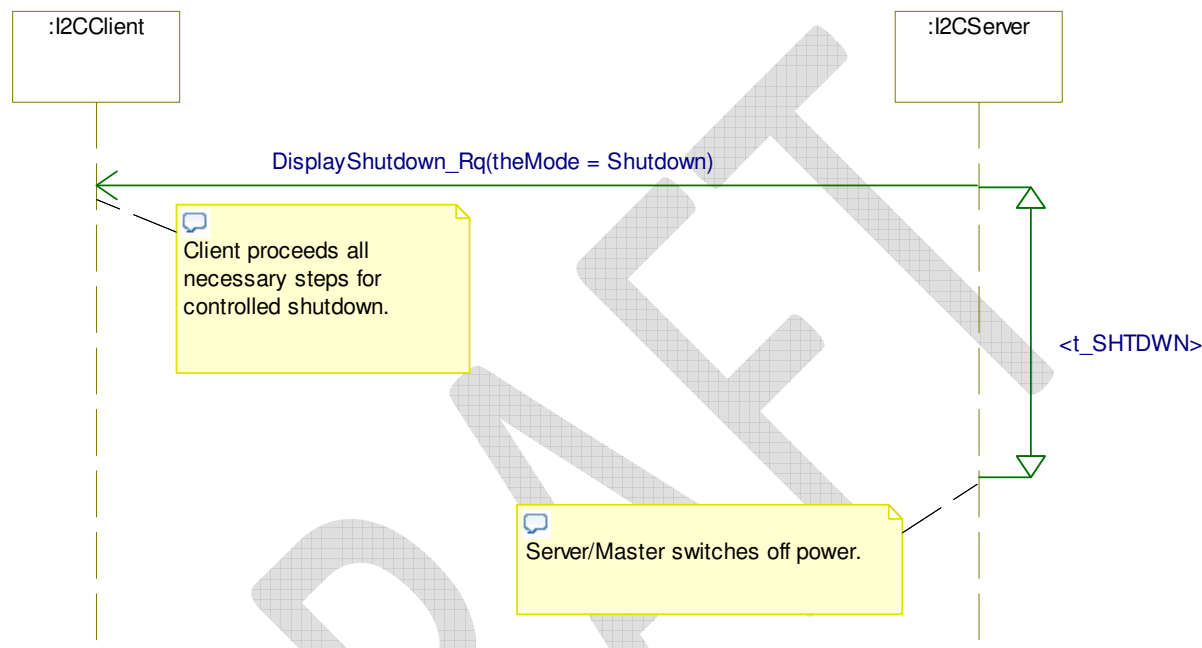 :I2CClient
:I2CServer
DisplayShutdown_Rq(theMode = Shutdown)
Client proceeds all
necessary steps for
controlled shutdown.
<t_SHTDWN>
Server/Master switches off power.
DRAFT